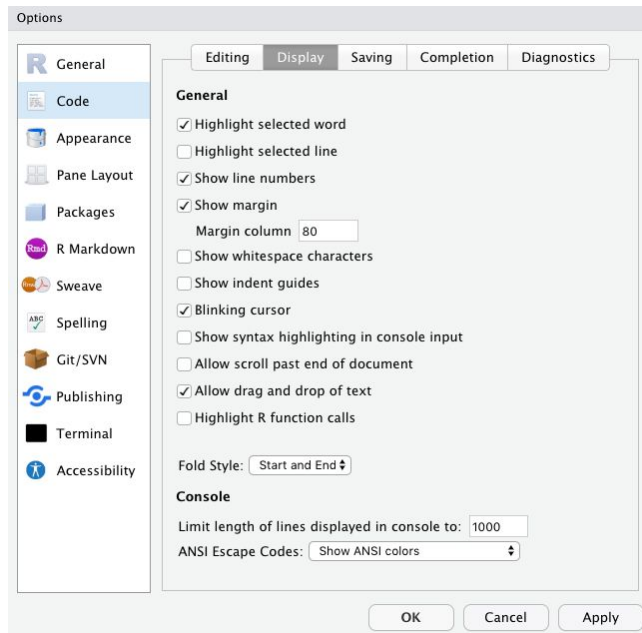 Options
General
Code
Appearance
Pane Layout
Packages
Rmd R Markdown
Sweave
ABC Spelling
Git/SVN
Publishing
Terminal
Accessibility
Editing Display Saving Completion Diagnostics
General
Highlight selected word
Highlight selected line
Show line numbers
Show margin
Margin column 80
Show whitespace characters
Show indent guides
Blinking cursor
Show syntax highlighting in console input
Allow scroll past end of document
Allow drag and drop of text
Highlight R function calls
Fold Style: Start and End
Console
Limit length of lines displayed in console to: 1000
ANSI Escape Codes: Show ANSI colors
OK Cancel Apply